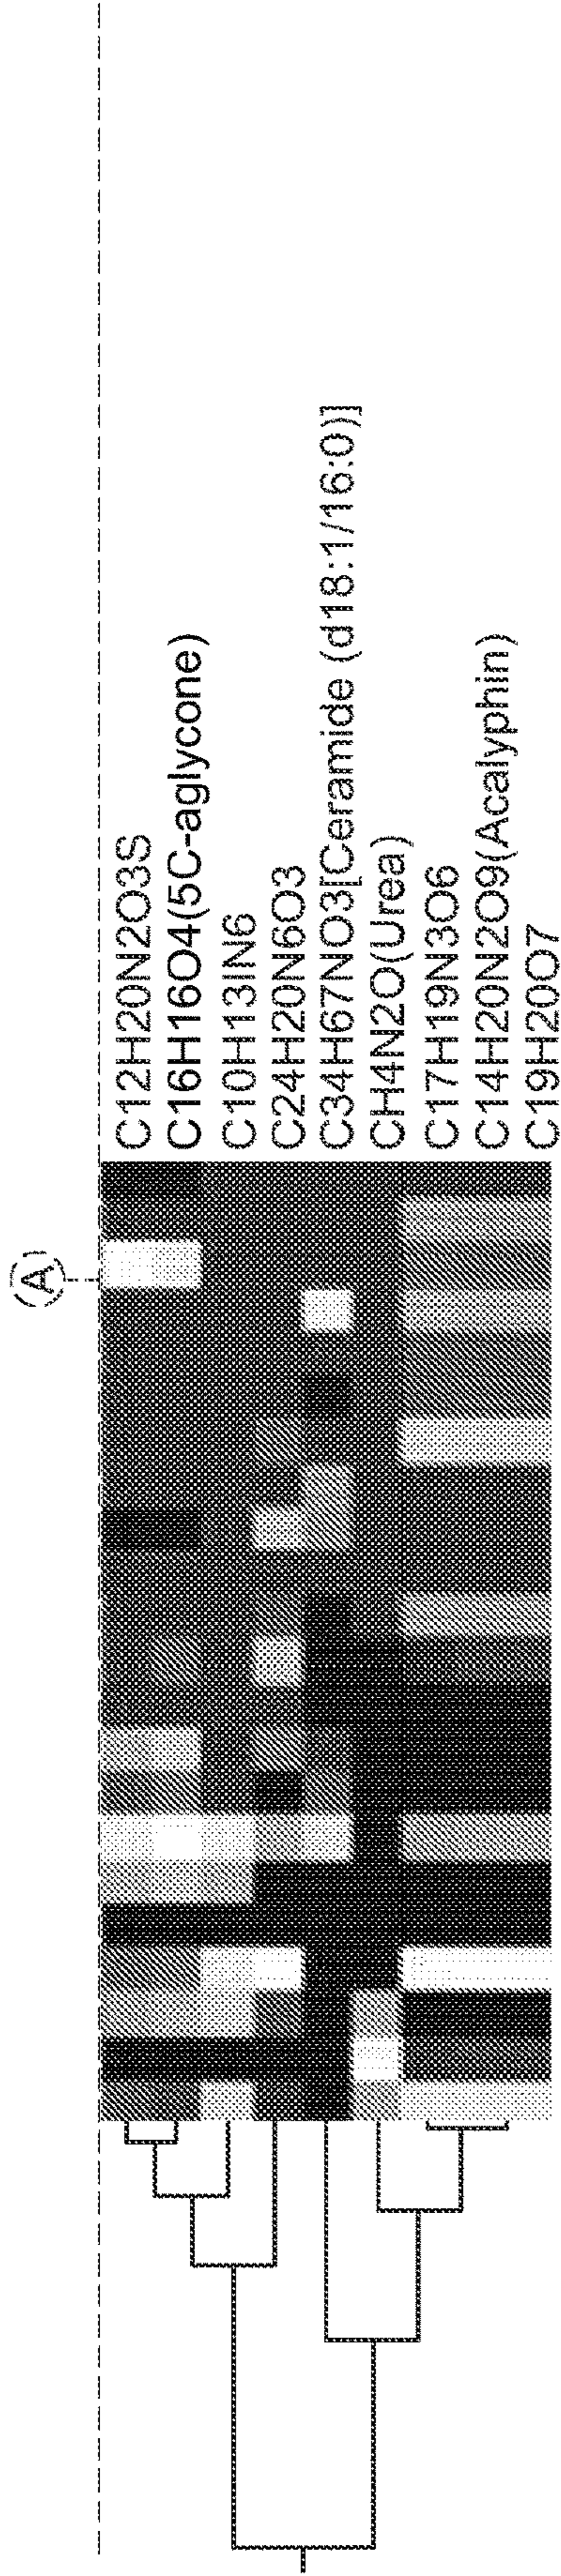 (A)
C12H20N2O3S
C16H16O4(5C-aglycone)
C10H13IN6
C24H20N6O3
C34H67NO3[Ceramide (d18:1/16:0)]
CH4N2O(Urea)
C17H19N3O6
C14H20N2O9(Acalyphin)
C19H20O7